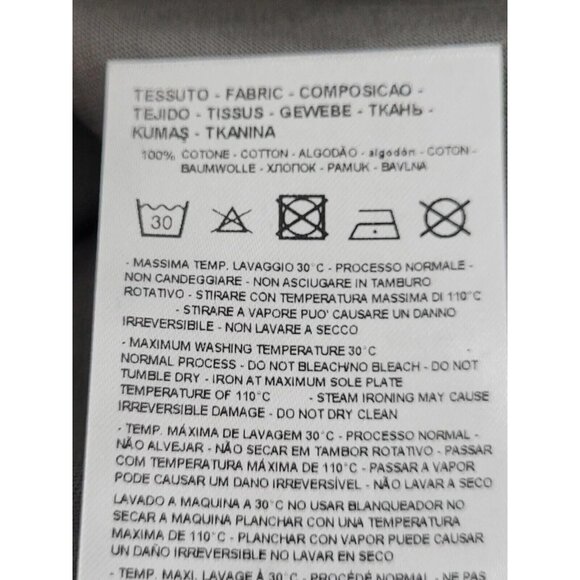 TESSUTO - FABRIC - COMPOSICAO -
TEJIDO - TISSUS - GEWEBE - ТКАНЬ -
KUMAŞ - TKANINA
100% COTONE - COTTON - ALGODÃO - algodón - COTON -
BAUMWOLLE - ХЛОПОК - PAMUK - BAVLNA
30
- MASSIMA TEMP. LAVAGGIO 30°C - PROCESSO NORMALE -
NON CANDEGGIARE - NON ASCIUGARE IN TAMBURO
ROTATIVO - STIRARE CON TEMPERATURA MASSIMA DI 110°C
- STIRARE A VAPORE PUO' CAUSARE UN DANNO
IRREVERSIBILE - NON LAVARE A SECCO
- MAXIMUM WASHING TEMPERATURE 30°C
NORMAL PROCESS - DO NOT BLEACH/NO BLEACH - DO NOT
TUMBLE DRY - IRON AT MAXIMUM SOLE PLATE
TEMPERATURE OF 110°C - STEAM IRONING MAY CAUSE
IRREVERSIBLE DAMAGE - DO NOT DRY CLEAN
- TEMP. MÁXIMA DE LAVAGEM 30°C - PROCESSO NORMAL -
NÃO ALVEJAR - NÃO SECAR EM TAMBOR ROTATIVO - PASSAR
COM TEMPERATURA MÁXIMA DE 110°C - PASSAR A VAPOR
PODE CAUSAR UM DANO IRREVERSÍVEL - NÃO LAVAR A SECO
LAVADO A MAQUINA A 30°C NO USAR BLANQUEADOR NO
SECAR A MAQUINA PLANCHAR CON UNA TEMPERATURA
MAXIMA DE 110°C - PLANCHAR CON VAPOR PUEDE CAUSAR
UN DAÑO IRREVERSIBLE NO LAVAR EN SECO
- TEMP. MAXI. LAVAGE À 30°C - PROCÉDÉ NORMAL - NE PAS